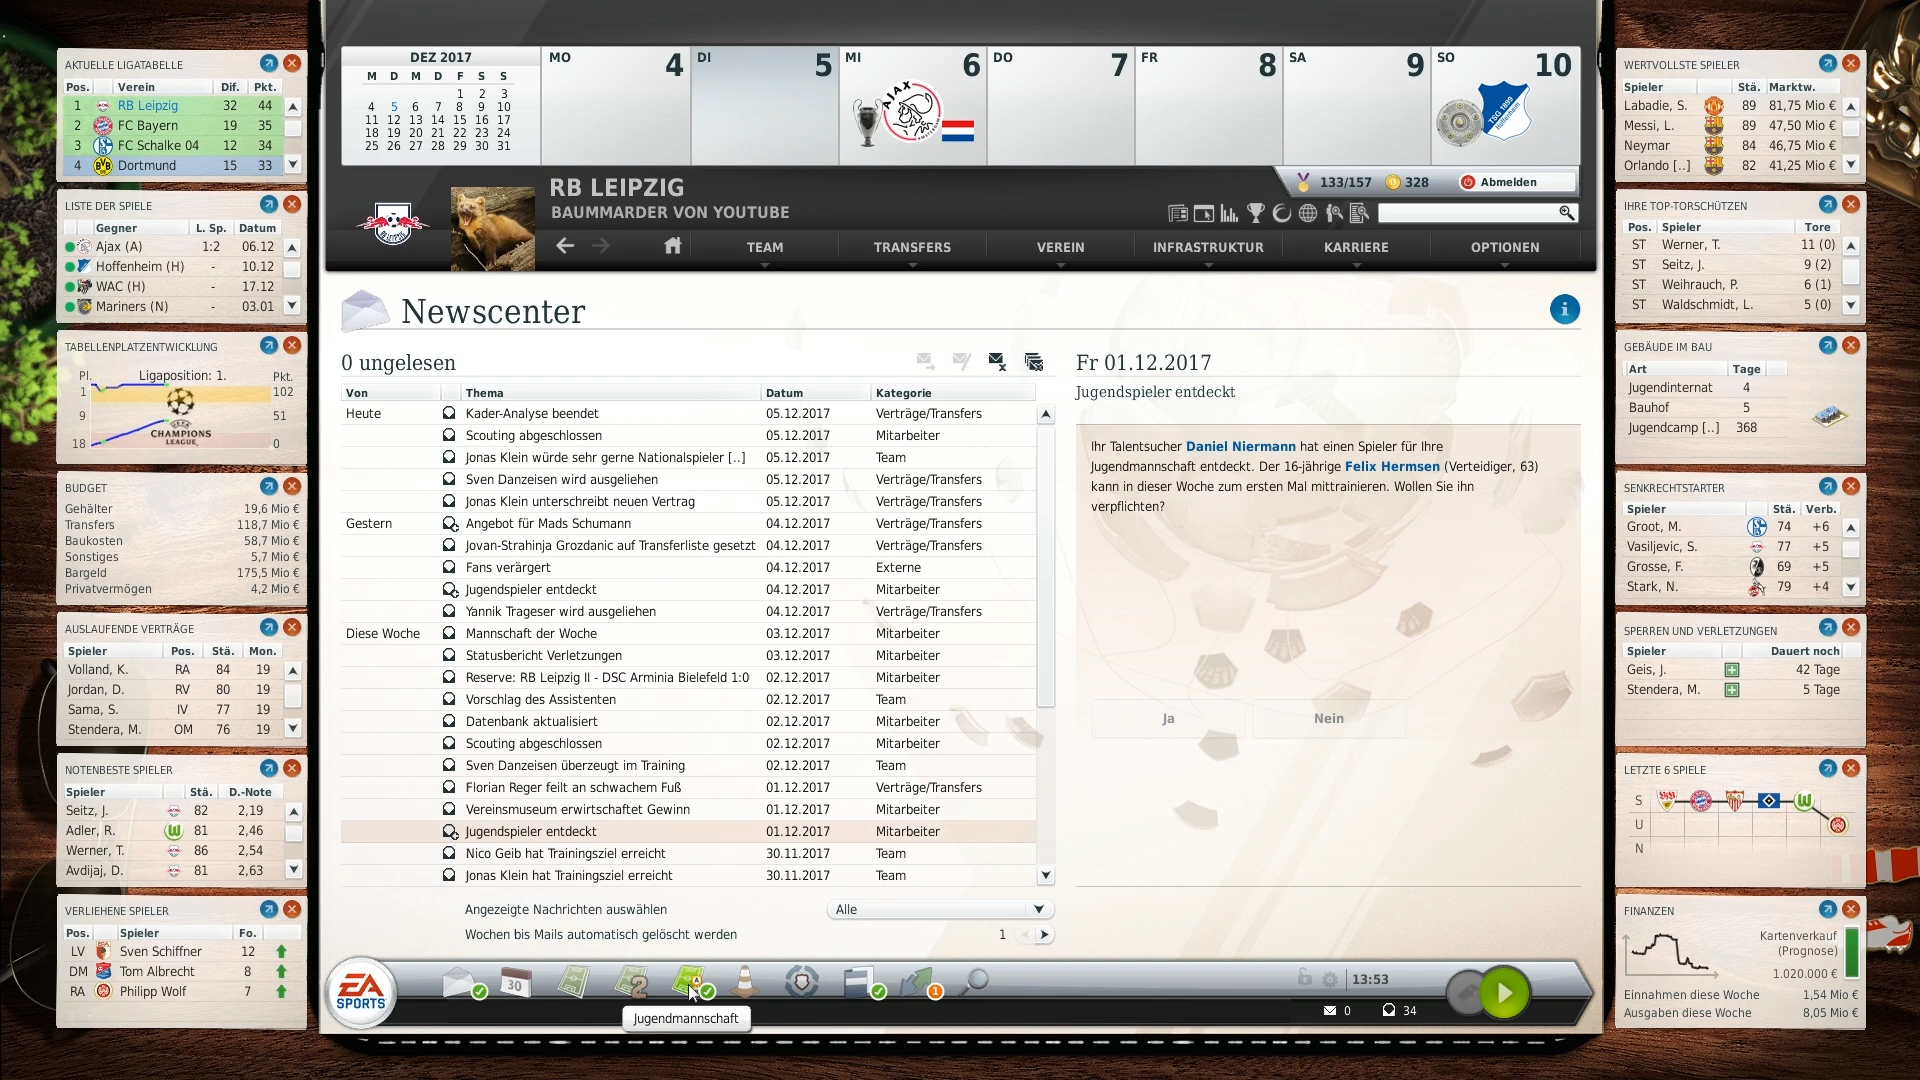 AKTUELLE LIGATABELLE
Pos. Verein Dif. Pkt.
1 RB Leipzig 32 44
2 FC Bayern 19 35
3 FC Schalke 04 12 34
4 Dortmund 15 33
LISTE DER SPIELE
Gegner L. Sp. Datum
Ajax (A) 1:2 06.12
Hoffenheim (H) - 10.12
WAC (H) - 17.12
Mariners (N) - 03.01
TABELLENPLATZENTWICKLUNG
Pl. Ligaposition: 1. Pkt.
1 102
9 51
18 0
UEFA
CHAMPIONS
LEAGUE
BUDGET
Gehälter 19,6 Mio €
Transfers 118,7 Mio €
Baukosten 58,7 Mio €
Sonstiges 5,7 Mio €
Bargeld 175,5 Mio €
Privatvermögen 4,2 Mio €
AUSLAUFENDE VERTRÄGE
Spieler Pos. Stä. Mon.
Volland, K. RA 84 19
Jordan, D. RV 80 19
Sama, S. IV 77 19
Stendera, M. OM 76 19
NOTENBESTE SPIELER
Spieler Stä. D.-Note
Seitz, J. 82 2,19
Adler, R. 81 2,46
Werner, T. 86 2,54
Avdijaj, D. 81 2,63
VERLIEHENE SPIELER
Pos. Spieler Fo.
LV Sven Schiffner 12
DM Tom Albrecht 8
RA Philipp Wolf 7
DEZ 2017
M D M D F S S
1 2 3
4 5 6 7 8 9 10
11 12 13 14 15 16 17
18 19 20 21 22 23 24
25 26 27 28 29 30 31
MO 4 DI 5 MI 6 DO 7 FR 8 SA 9 SO 10
AJAX
TSG 1899
Hoffenheim
133/157 328 Abmelden
RB LEIPZIG
BAUMMARDER VON YOUTUBE
TEAM TRANSFERS VEREIN INFRASTRUKTUR KARRIERE OPTIONEN
Newscenter
0 ungelesen
Von Thema Datum Kategorie
Heute Kader-Analyse beendet 05.12.2017 Verträge/Transfers
Scouting abgeschlossen 05.12.2017 Mitarbeiter
Jonas Klein würde sehr gerne Nationalspieler [..] 05.12.2017 Team
Sven Danzeisen wird ausgeliehen 05.12.2017 Verträge/Transfers
Jonas Klein unterschreibt neuen Vertrag 05.12.2017 Verträge/Transfers
Gestern Angebot für Mads Schumann 04.12.2017 Verträge/Transfers
Jovan-Strahinja Grozdanic auf Transferliste gesetzt 04.12.2017 Verträge/Transfers
Fans verärgert 04.12.2017 Externe
Jugendspieler entdeckt 04.12.2017 Mitarbeiter
Yannik Trageser wird ausgeliehen 04.12.2017 Verträge/Transfers
Diese Woche Mannschaft der Woche 03.12.2017 Mitarbeiter
Statusbericht Verletzungen 03.12.2017 Mitarbeiter
Reserve: RB Leipzig II - DSC Arminia Bielefeld 1:0 02.12.2017 Mitarbeiter
Vorschlag des Assistenten 02.12.2017 Team
Datenbank aktualisiert 02.12.2017 Mitarbeiter
Scouting abgeschlossen 02.12.2017 Mitarbeiter
Sven Danzeisen überzeugt im Training 02.12.2017 Team
Florian Reger feilt an schwachem Fuß 01.12.2017 Verträge/Transfers
Vereinsmuseum erwirtschaftet Gewinn 01.12.2017 Mitarbeiter
Jugendspieler entdeckt 01.12.2017 Mitarbeiter
Nico Geib hat Trainingsziel erreicht 30.11.2017 Team
Jonas Klein hat Trainingsziel erreicht 30.11.2017 Team
Angezeigte Nachrichten auswählen Alle
Wochen bis Mails automatisch gelöscht werden 1
Fr 01.12.2017
Jugendspieler entdeckt
Ihr Talentsucher Daniel Niermann hat einen Spieler für Ihre
Jugendmannschaft entdeckt. Der 16-jährige Felix Hermsen (Verteidiger, 63)
kann in dieser Woche zum ersten Mal mittrainieren. Wollen Sie ihn
verpflichten?
Ja Nein
EA
SPORTS
30
2
1
Jugendmannschaft
13:53
0 34
WERTVOLLSTE SPIELER
Spieler Stä. Marktw.
Labadie, S. 89 81,75 Mio €
Messi, L. 89 47,50 Mio €
Neymar 84 46,75 Mio €
Orlando [..] 82 41,25 Mio €
IHRE TOP-TORSCHÜTZEN
Pos. Spieler Tore
ST Werner, T. 11 (0)
ST Seitz, J. 9 (2)
ST Weihrauch, P. 6 (1)
ST Waldschmidt, L. 5 (0)
GEBÄUDE IM BAU
Art Tage
Jugendinternat 4
Bauhof 5
Jugendcamp [..] 368
SENKRECHTSTARTER
Spieler Stä. Verb.
Groot, M. 74 +6
Vasiljevic, S. 77 +5
Grosse, F. 69 +5
Stark, N. 79 +4
SPERREN UND VERLETZUNGEN
Spieler Dauert noch
Geis, J. 42 Tage
Stendera, M. 5 Tage
LETZTE 6 SPIELE
S
U
N
FINANZEN
Kartenverkauf
(Prognose)
1.020.000 €
Einnahmen diese Woche 1,54 Mio €
Ausgaben diese Woche 8,05 Mio €